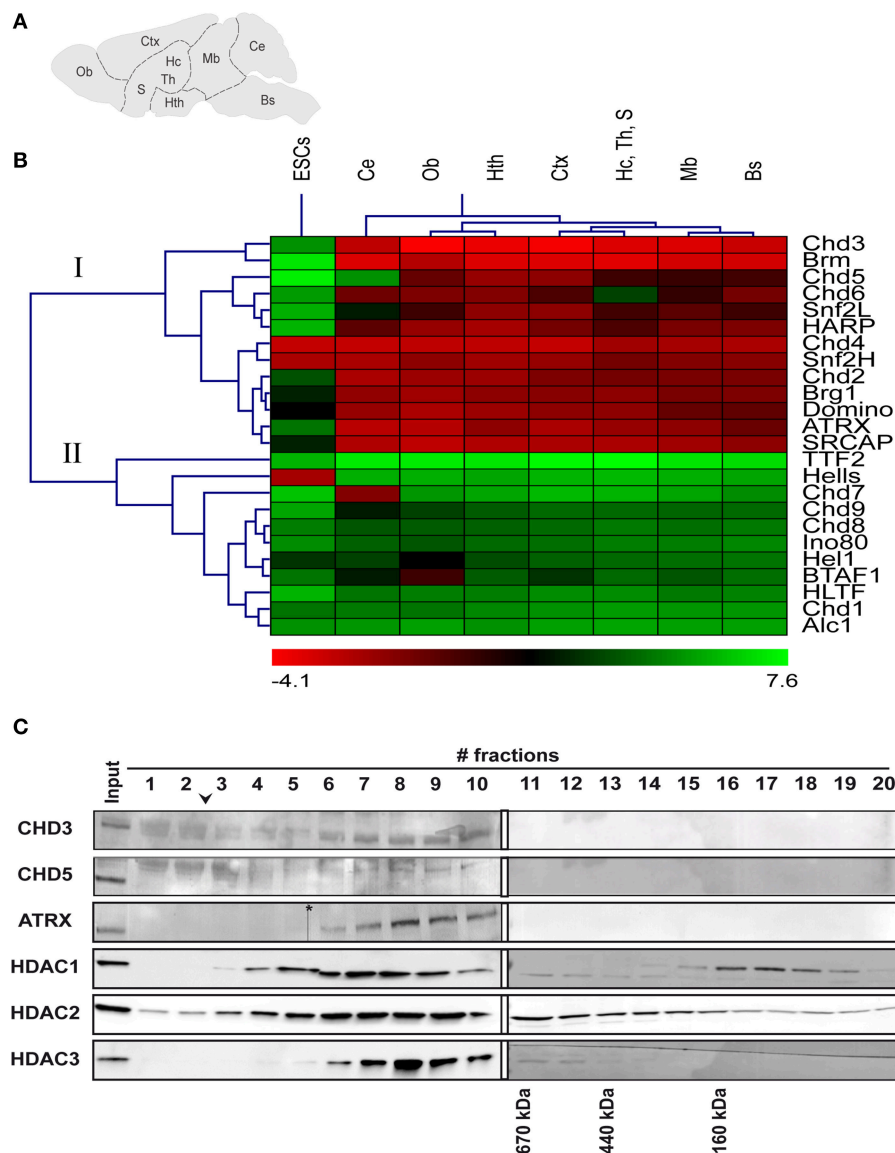 A
Ctx
Ob
Hc
Mb
Ce
Th
S
Hth
Bs
B
ESCs
Ce
Ob
Hth
Ctx
Hc, Th, S
Mb
Bs
I
II
Chd3
Brm
Chd5
Chd6
Snf2L
HARP
Chd4
Snf2H
Chd2
Brg1
Domino
ATRX
SRCAP
TTF2
Hells
Chd7
Chd9
Chd8
Ino80
Hel1
BTAF1
HLTF
Chd1
Alc1
-4.1 7.6
C
# fractions
Input 1 2 3 4 5 6 7 8 9 10 11 12 13 14 15 16 17 18 19 20
CHD3
CHD5
ATRX *
HDAC1
HDAC2
HDAC3
670 kDa
440 kDa
160 kDa